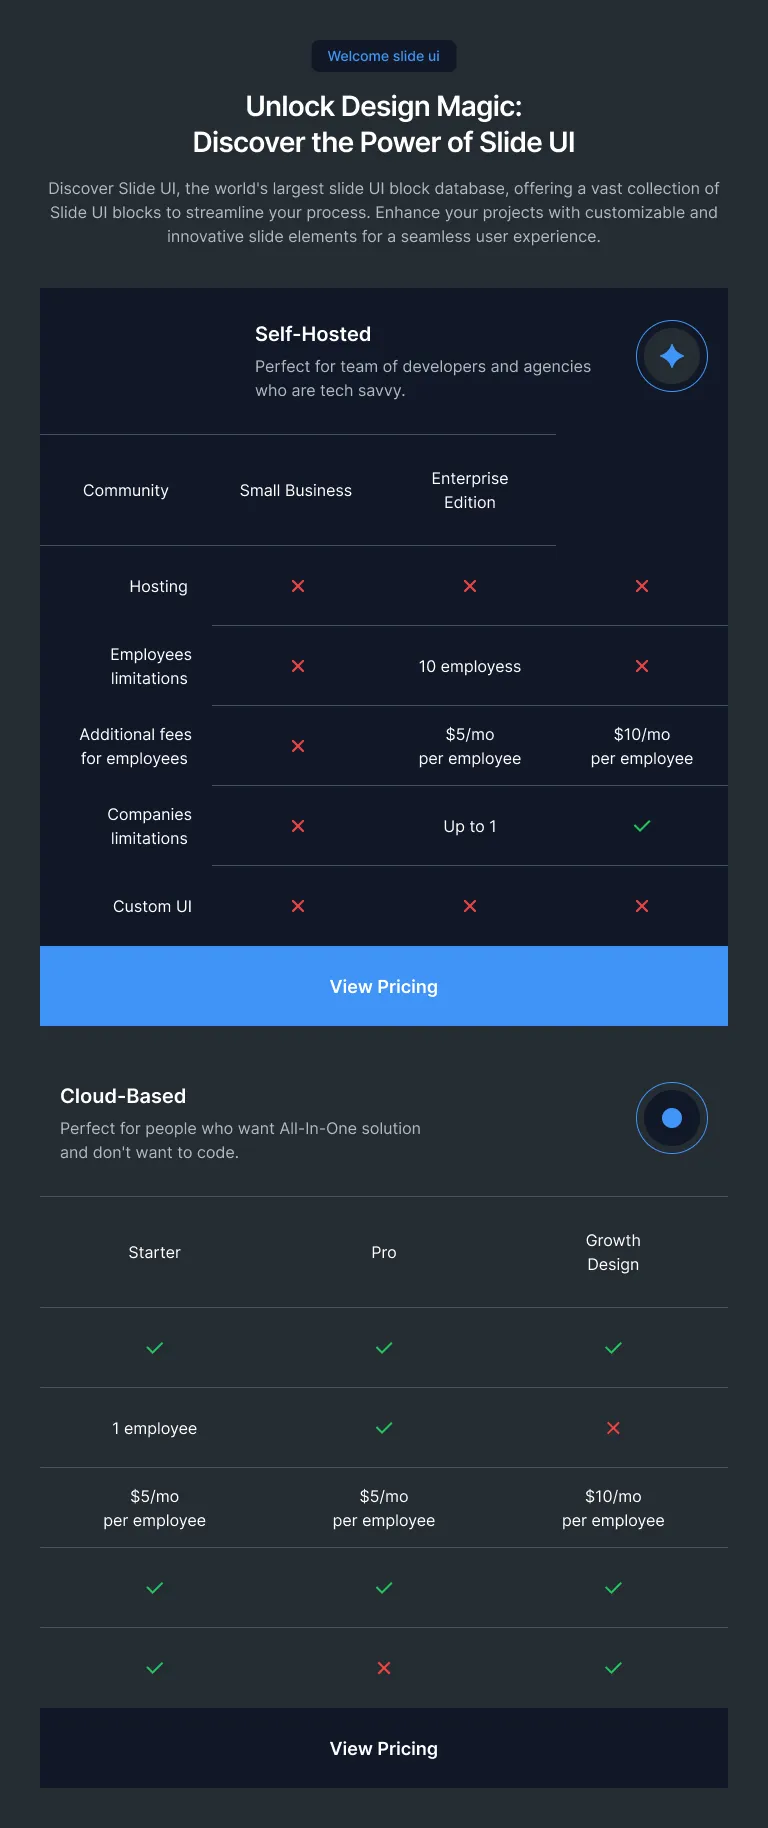 Welcome slide ui
Unlock Design Magic:
Discover the Power of Slide UI
Discover Slide UI, the world's largest slide UI block database, offering a vast collection of
Slide UI blocks to streamline your process. Enhance your projects with customizable and
innovative slide elements for a seamless user experience.
Self-Hosted
Perfect for team of developers and agencies
who are tech savvy.
Community Small Business Enterprise
Edition
Hosting
Employees
limitations 10 employess
Additional fees $5/mo $10/mo
for employees per employee per employee
Companies
limitations Up to 1
Custom UI
View Pricing
Cloud-Based
Perfect for people who want All-In-One solution
and don't want to code.
Starter Pro Growth
Design
1 employee
$5/mo $5/mo $10/mo
per employee per employee per employee
View Pricing